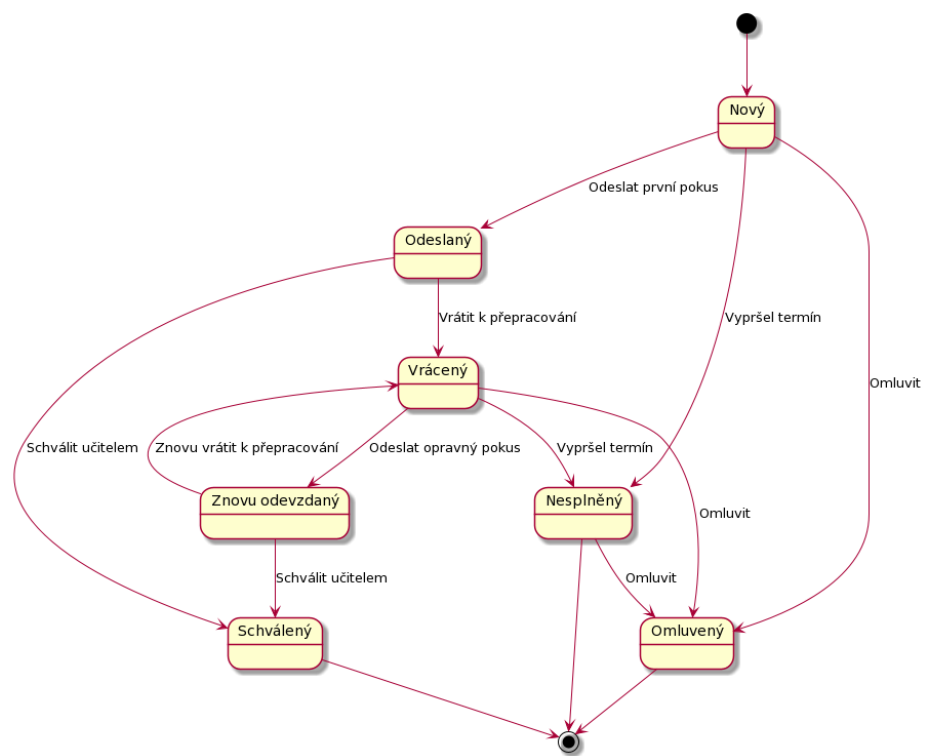 Nový
Odeslat první pokus
Odeslaný
Vrátit k přepracování
Vypršel termín
Vrácený
Omluvit
Schválit učitelem
Znovu vrátit k přepracování
Odeslat opravný pokus
Vypršel termín
Znovu odevzdaný
Nesplněný
Omluvit
Schválit učitelem
Omluvit
Schválený
Omluvený